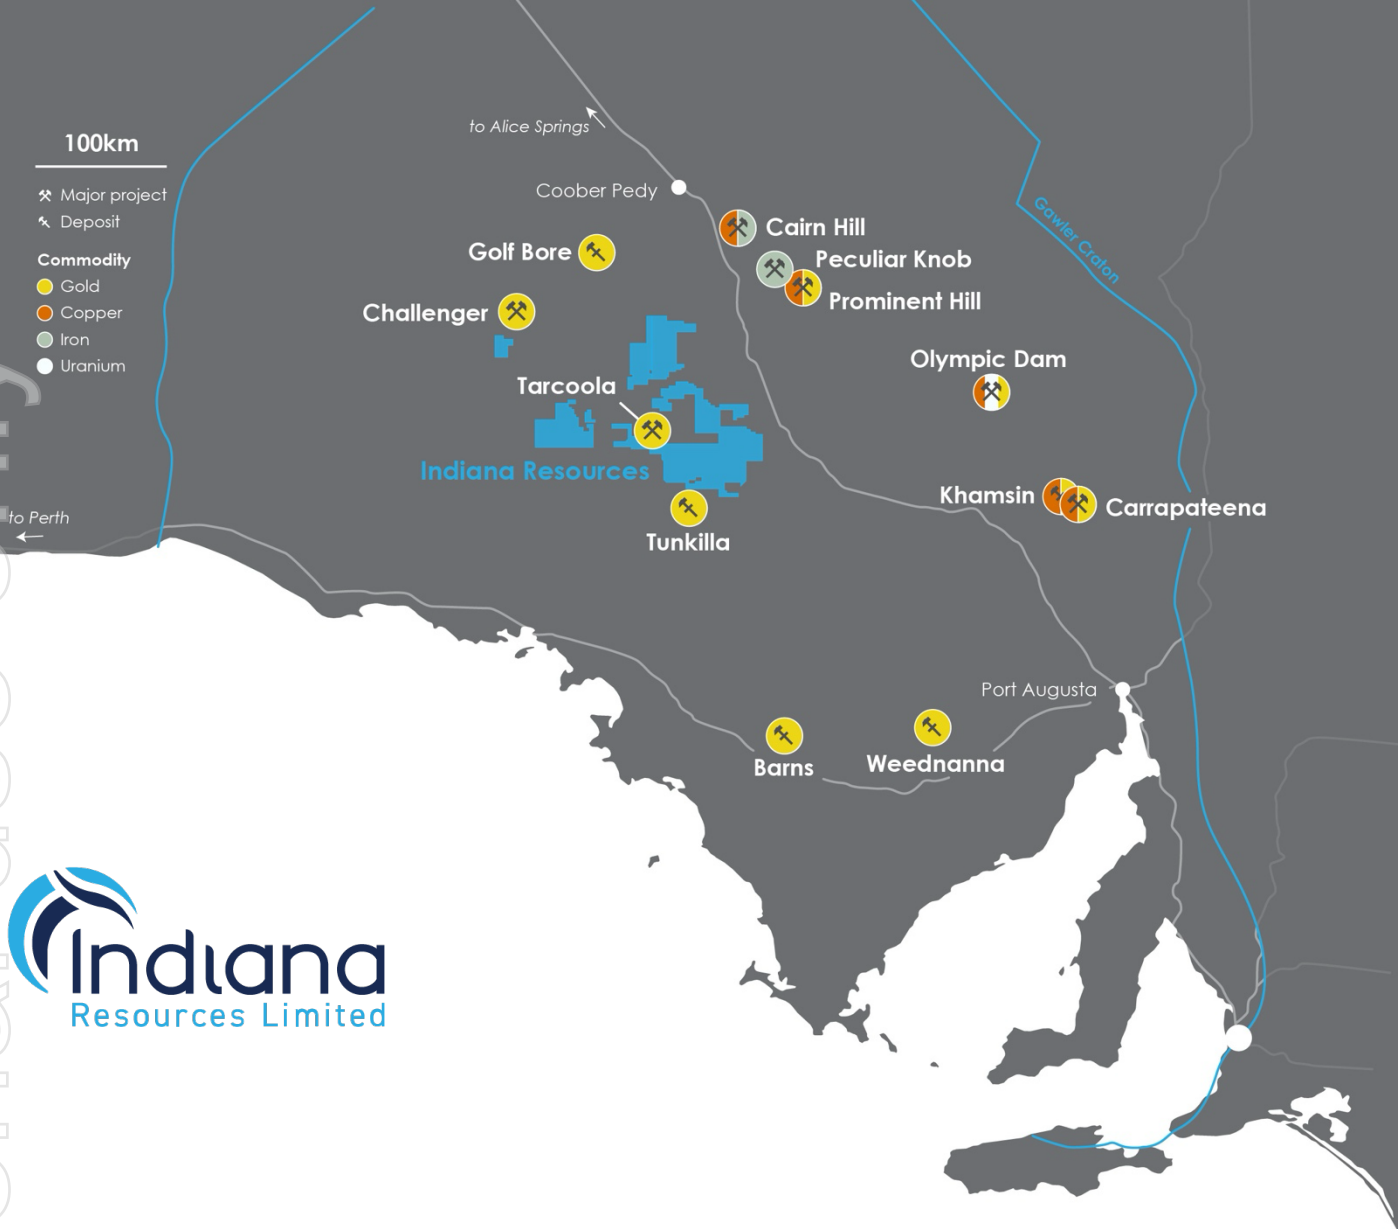 to Alice Springs
100km
Major project
Deposit
Coober Pedy
Cairn Hill
Golf Bore
Peculiar Knob
Gawler Craton
Commodity
Gold
Copper
Iron
Uranium
Prominent Hill
Challenger
Olympic Dam
Tarcoola
Indiana Resources
Khamsin
Carrapateena
to Perth
Tunkilla
Port Augusta
Barns
Weednanna
Indiana
Resources Limited